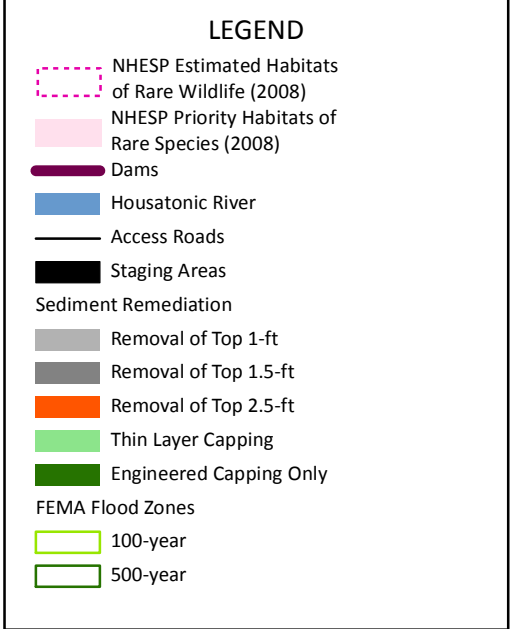 LEGEND
NHESP Estimated Habitats
of Rare Wildlife (2008)
NHESP Priority Habitats of
Rare Species (2008)
Dams
Housatonic River
Access Roads
Staging Areas
Sediment Remediation
Removal of Top 1-ft
Removal of Top 1.5-ft
Removal of Top 2.5-ft
Thin Layer Capping
Engineered Capping Only
FEMA Flood Zones
100-year
500-year